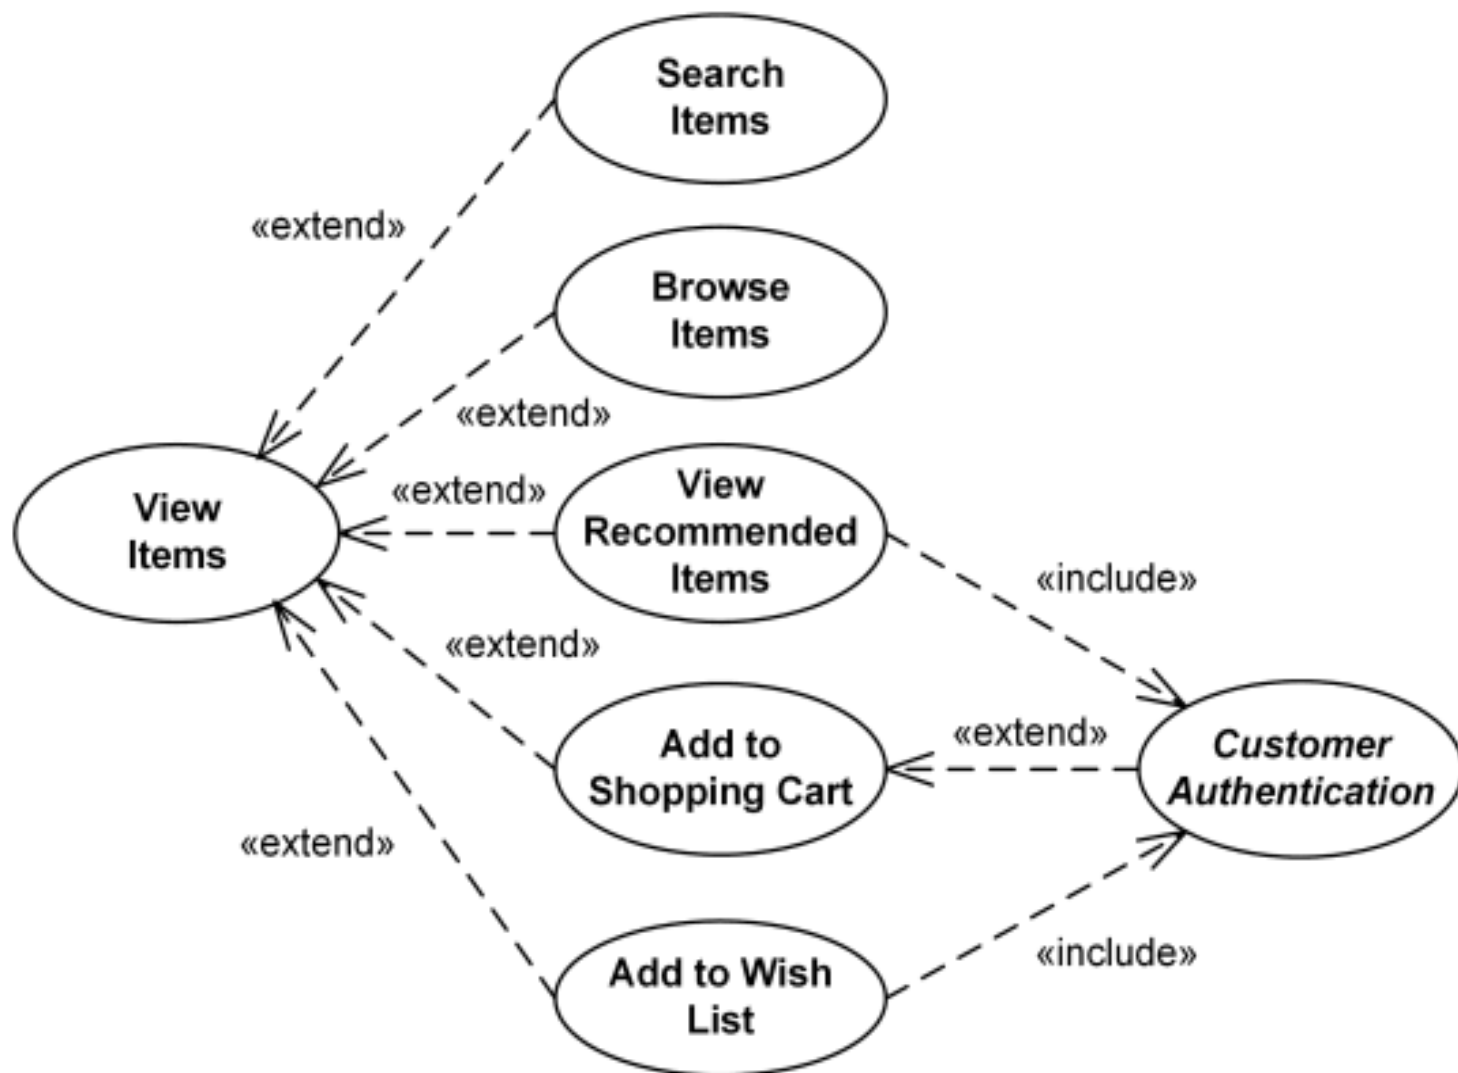 Search
Items
«extend»
Browse
Items
«extend»
View
Items
«extend»
View
Recommended
Items
«include»
«extend»
Add to
Shopping Cart
«extend»
Customer
Authentication
«extend»
Add to Wish
List
«include»